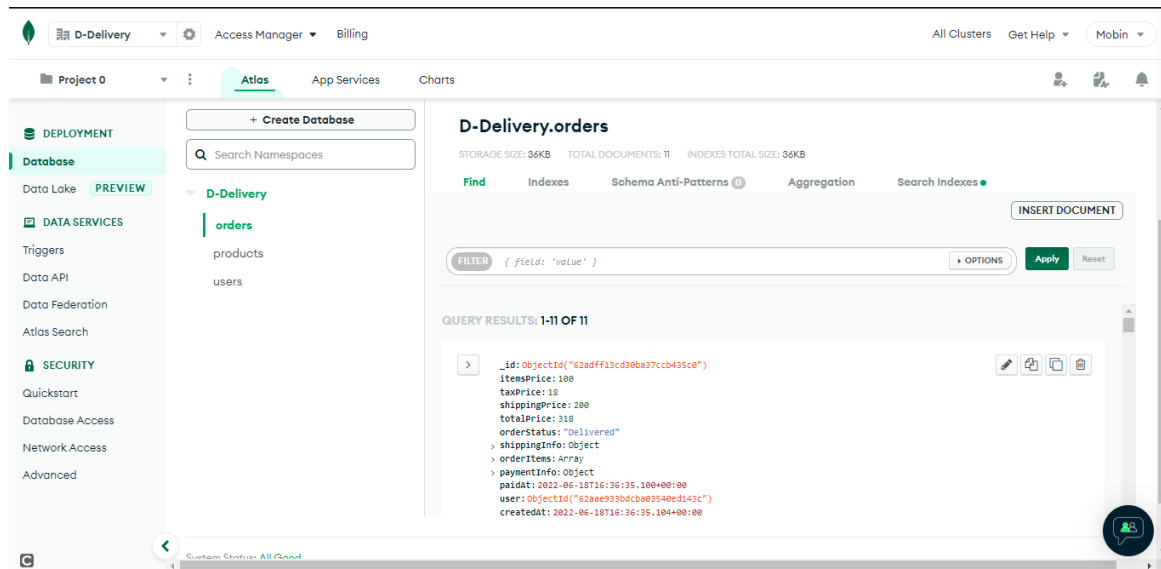 D-Delivery Access Manager Billing All Clusters Get Help Mobin
Project 0 Atlas App Services Charts
DEPLOYMENT
Database
Data Lake PREVIEW
DATA SERVICES
Triggers
Data API
Data Federation
Atlas Search
SECURITY
Quickstart
Database Access
Network Access
Advanced
+ Create Database
Search Namespaces
D-Delivery
orders
products
users
D-Delivery.orders
STORAGE SIZE: 36KB TOTAL DOCUMENTS: 11 INDEXES TOTAL SIZE: 36KB
Find Indexes Schema Anti-Patterns 0 Aggregation Search Indexes
INSERT DOCUMENT
FILTER { field: 'value' } OPTIONS Apply Reset
QUERY RESULTS: 1-11 OF 11
_id: ObjectId("62adff13cd30ba37ccb435c0")
itemsPrice: 100
taxPrice: 18
shippingPrice: 200
totalPrice: 318
orderStatus: "Delivered"
shippingInfo: Object
orderItems: Array
paymentInfo: Object
paidAt: 2022-06-18T16:36:35.100+00:00
user: ObjectId("62aae933bdcba03540ed143c")
createdAt: 2022-06-18T16:36:35.104+00:00
System Status: All Good